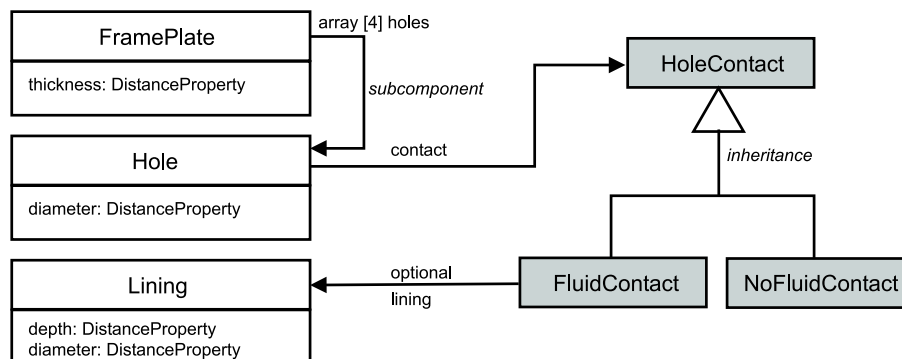 FramePlate
array [4] holes
thickness: DistanceProperty
subcomponent
HoleContact
Hole
contact
inheritance
diameter: DistanceProperty
Lining
optional
lining
FluidContact
NoFluidContact
depth: DistanceProperty
diameter: DistanceProperty